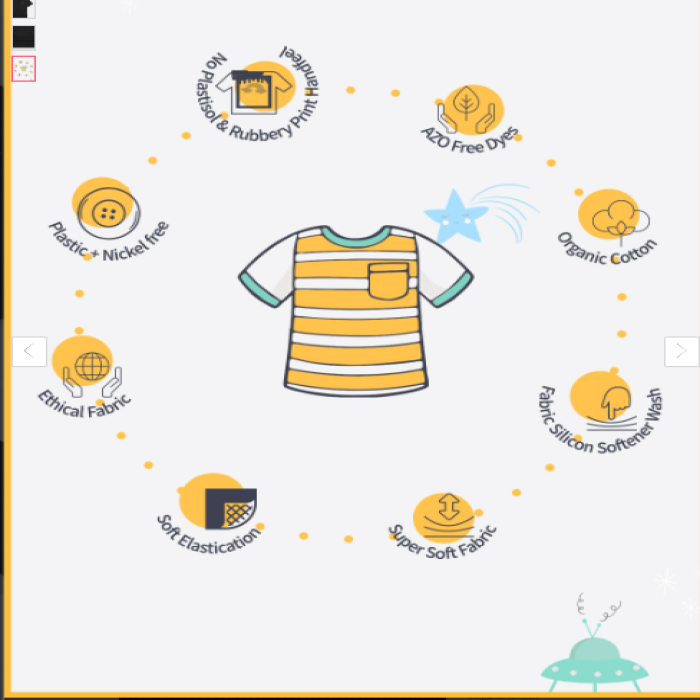 No Plastisol & Rubbery Print Handfeel
AZO Free Dyes
Plastic + Nickel free
Organic Cotton
Ethical Fabric
Fabric Silicon Softener Wash
Soft Elastication
Super Soft Fabric